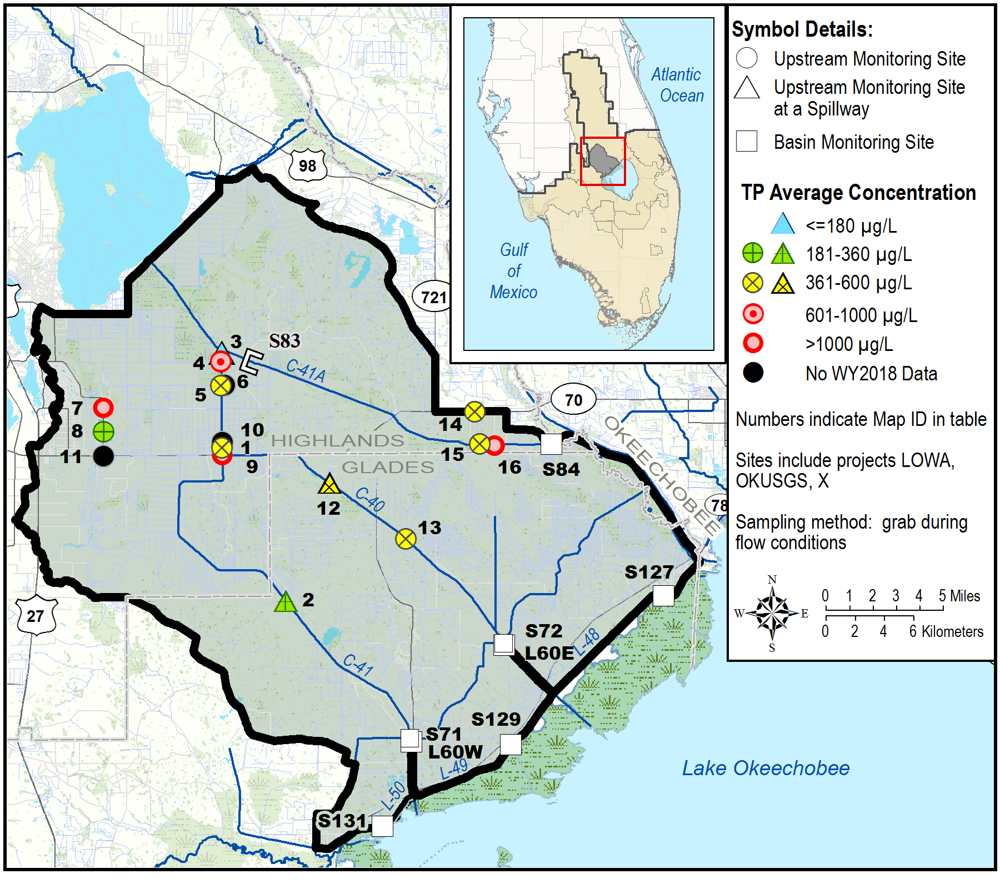 Symbol Details:
Upstream Monitoring Site
Upstream Monitoring Site
at a Spillway
Basin Monitoring Site
TP Average Concentration
<=180 µg/L
181-360 µg/L
361-600 µg/L
601-1000 µg/L
>1000 µg/L
No WY2018 Data
Numbers indicate Map ID in table
Sites include projects LOWA,
OKUSGS, X
Sampling method: grab during
flow conditions
N
W
E
S
0 1 2 3 4 5 Miles
0 2 4 6 Kilometers
Atlantic
Ocean
Gulf
of
Mexico
98
721
70
78
27
3
S83
4
C-41A
6
5
7
8
11
10
1
9
HIGHLANDS
GLADES
OKEECHOBEE
14
15
16
S84
12
C-40
13
2
C-41
S127
S72
L60E
L-48
S129
S71
L60W
L-49
L-50
S131
Lake Okeechobee